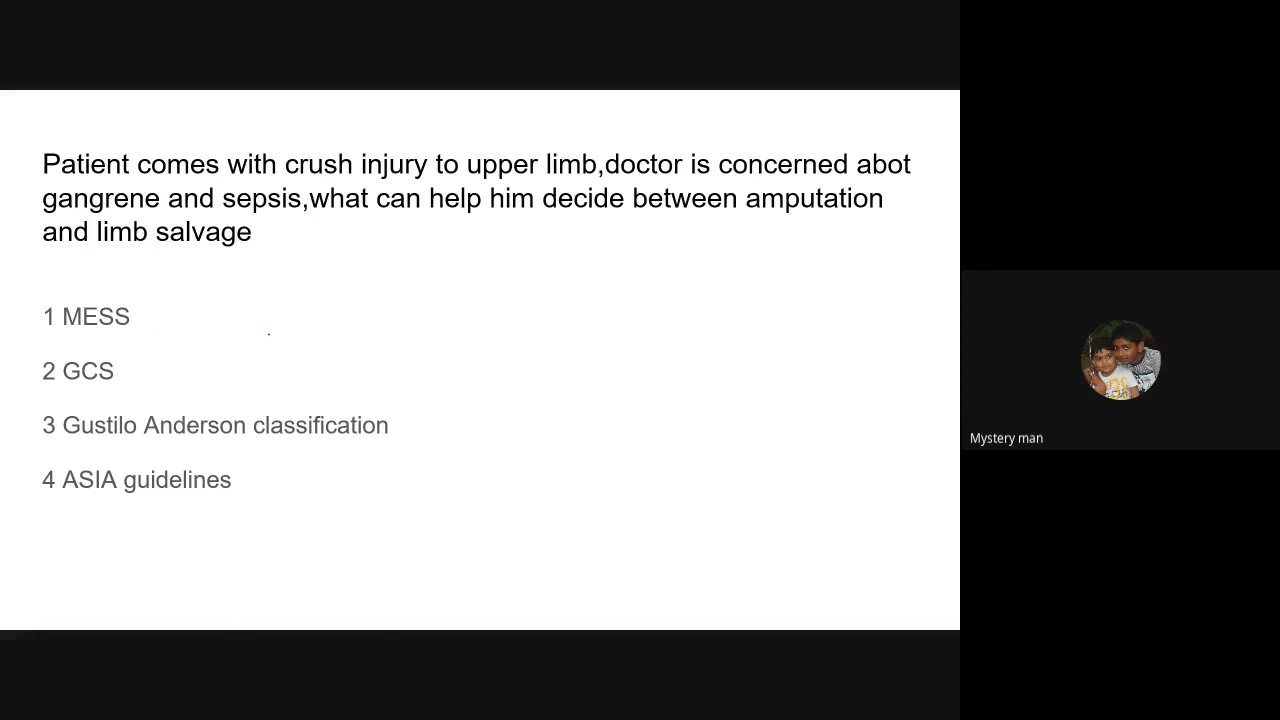 Patient comes with crush injury to upper limb,doctor is concerned abot
gangrene and sepsis,what can help him decide between amputation
and limb salvage
1 MESS
2 GCS
3 Gustilo Anderson classification
4 ASIA guidelines
Mystery man